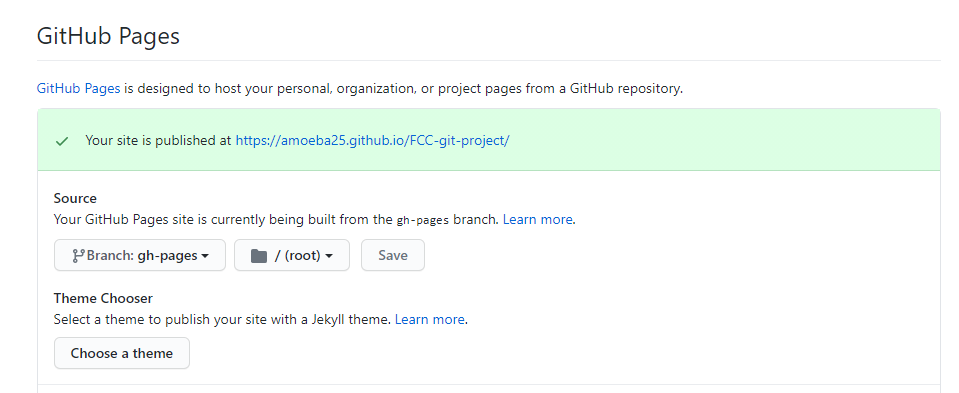 GitHub Pages
GitHub Pages is designed to host your personal, organization, or project pages from a GitHub repository.
Your site is published at https://amoeba25.github.io/FCC-git-project/
Source
Your GitHub Pages site is currently being built from the gh-pages branch. Learn more.
Branch: gh-pages / (root) Save
Theme Chooser
Select a theme to publish your site with a Jekyll theme. Learn more.
Choose a theme